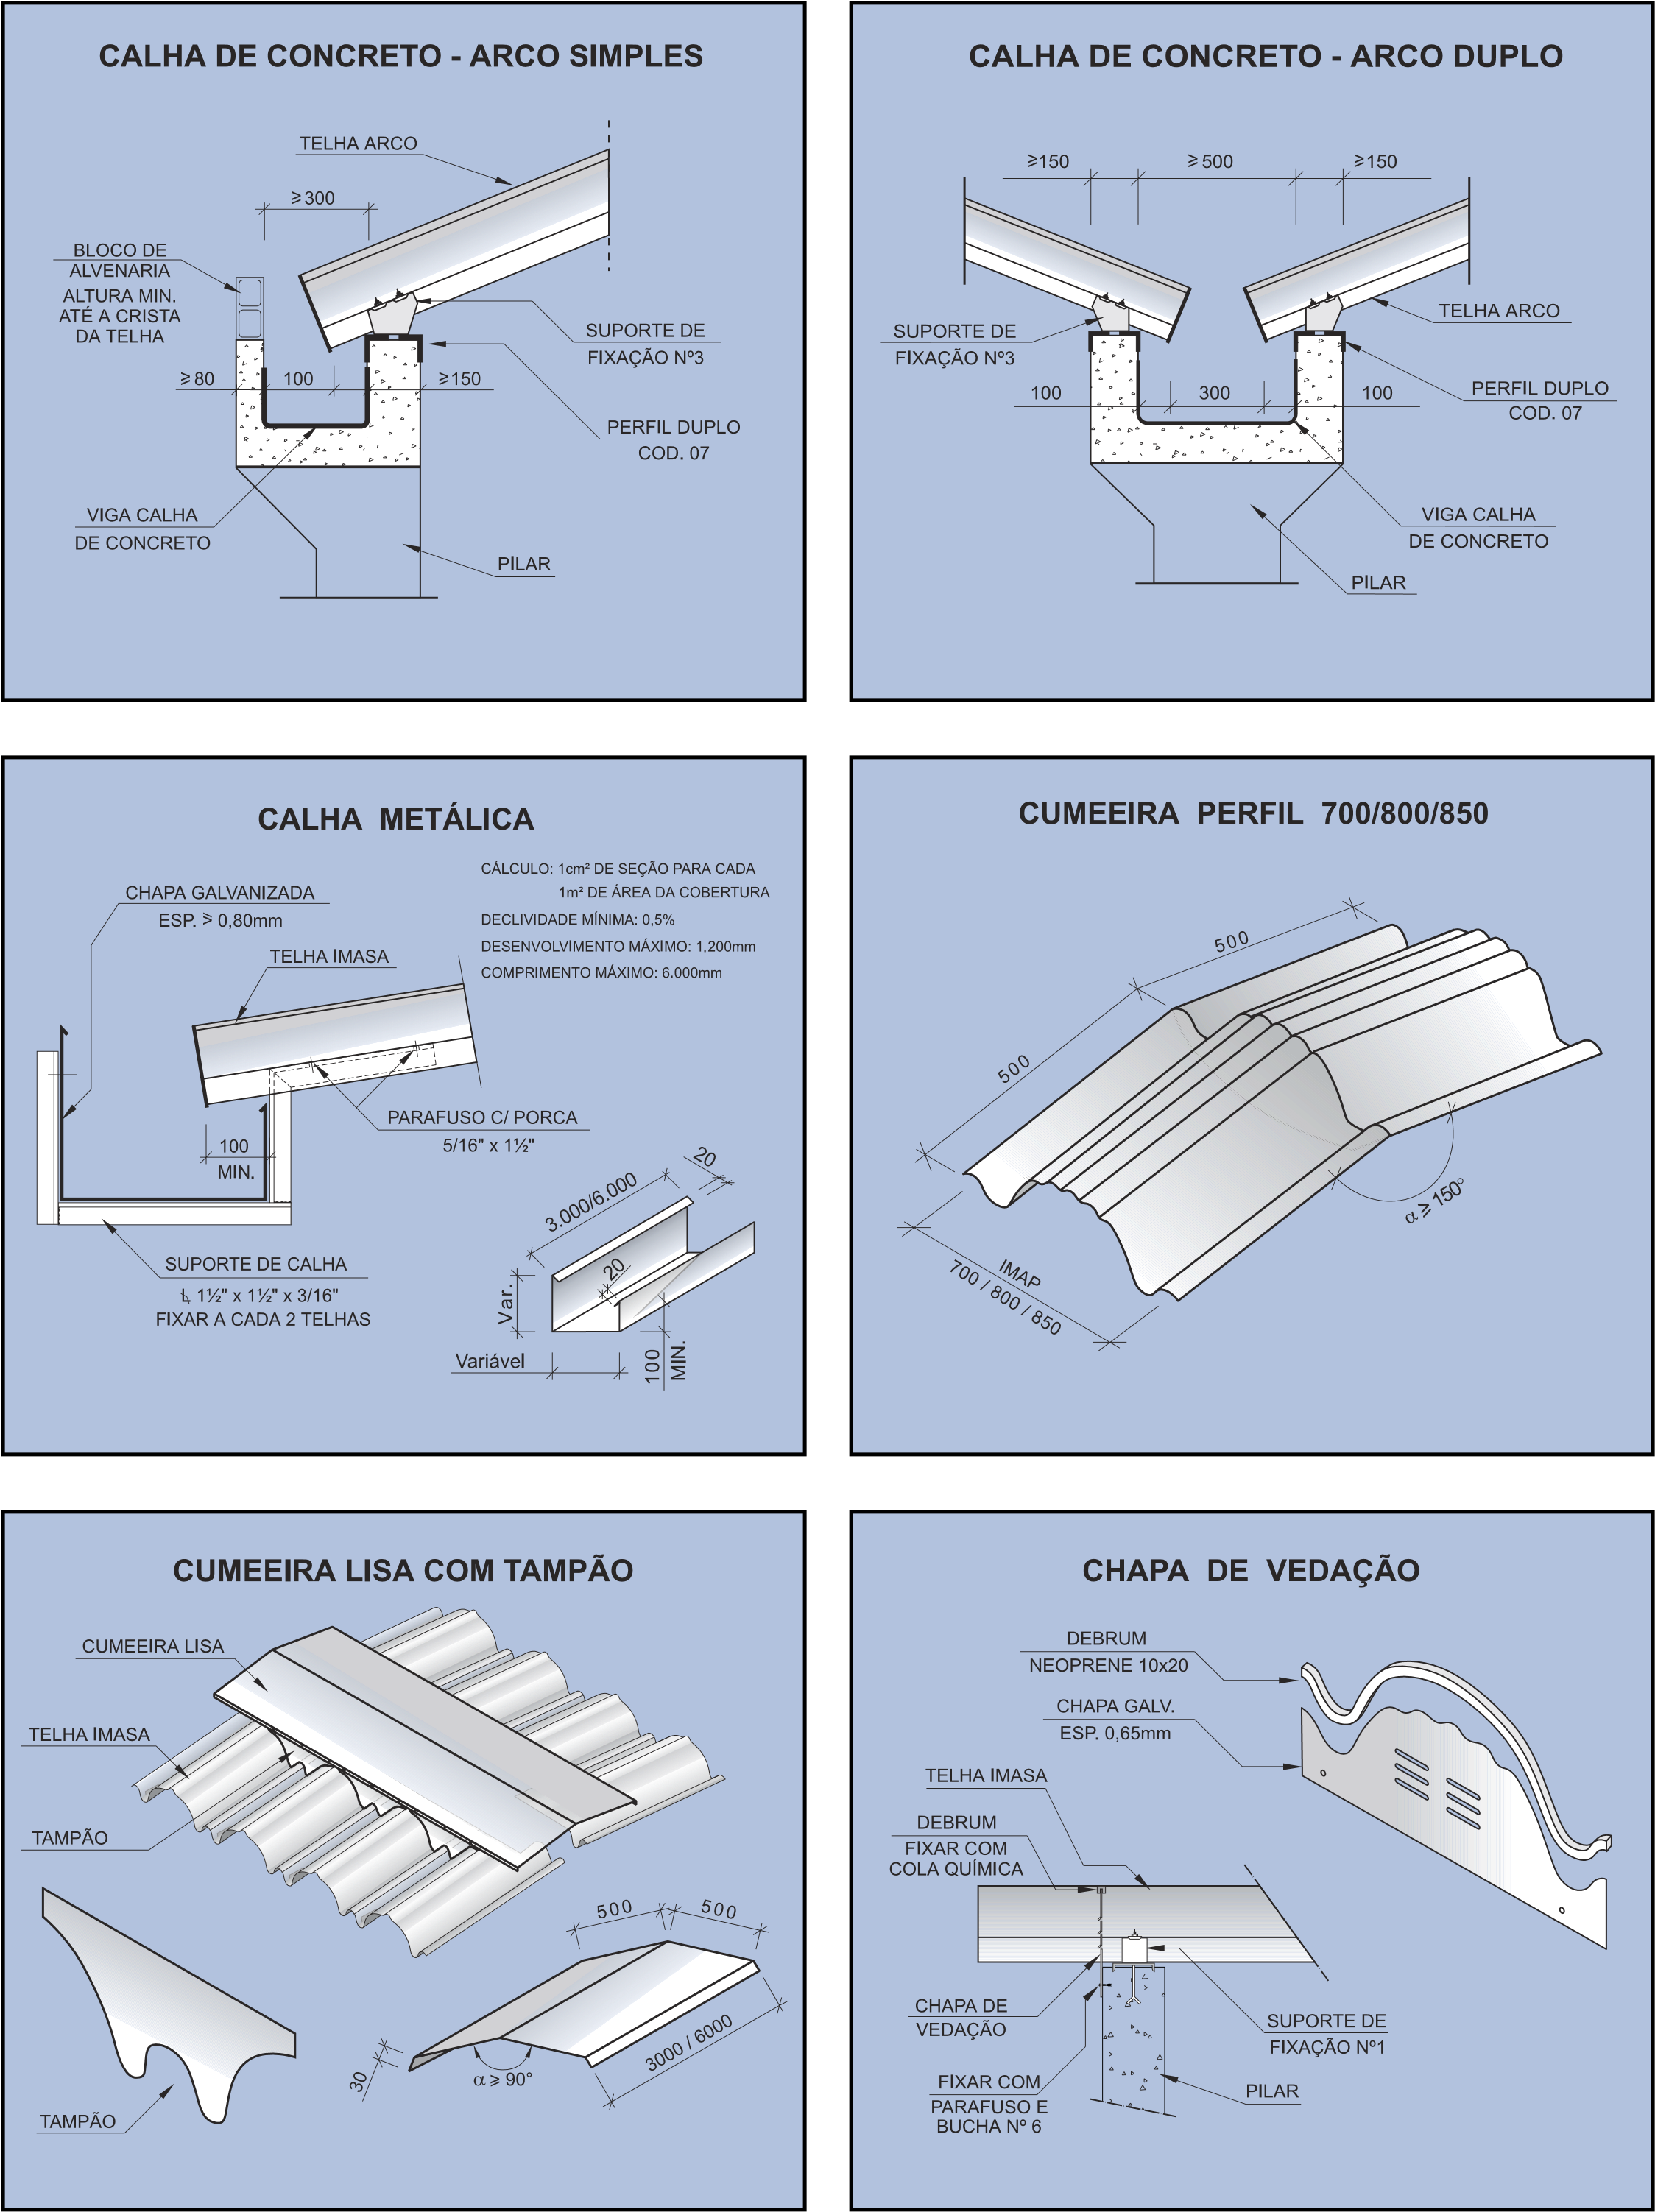 CALHA DE CONCRETO - ARCO SIMPLES
TELHA ARCO
≥300
BLOCO DE
ALVENARIA
ALTURA MIN.
ATÉ A CRISTA
DA TELHA
SUPORTE DE
FIXAÇÃO Nº3
≥80
100
≥150
PERFIL DUPLO
COD. 07
VIGA CALHA
DE CONCRETO
PILAR
CALHA DE CONCRETO - ARCO DUPLO
≥150
≥500
≥150
SUPORTE DE
FIXAÇÃO Nº3
TELHA ARCO
100
300
100
PERFIL DUPLO
COD. 07
VIGA CALHA
DE CONCRETO
PILAR
CALHA METÁLICA
CÁLCULO: 1cm² DE SEÇÃO PARA CADA
1m² DE ÁREA DA COBERTURA
DECLIVIDADE MÍNIMA: 0,5%
DESENVOLVIMENTO MÁXIMO: 1,200mm
COMPRIMENTO MÁXIMO: 6.000mm
CHAPA GALVANIZADA
ESP. ≥ 0,80mm
TELHA IMASA
PARAFUSO C/ PORCA
5/16" x 1½"
100
MIN.
SUPORTE DE CALHA
L 1½" x 1½" x 3/16"
FIXAR A CADA 2 TELHAS
3.000/6.000
20
20
Var.
Variável
100
MIN.
CUMEEIRA PERFIL 700/800/850
500
500
α ≥ 150°
IMAP
700 / 800 / 850
CUMEEIRA LISA COM TAMPÃO
CUMEEIRA LISA
TELHA IMASA
TAMPÃO
500
500
30
α ≥ 90°
3000 / 6000
TAMPÃO
CHAPA DE VEDAÇÃO
DEBRUM
NEOPRENE 10x20
CHAPA GALV.
ESP. 0,65mm
TELHA IMASA
DEBRUM
FIXAR COM
COLA QUÍMICA
CHAPA DE
VEDAÇÃO
SUPORTE DE
FIXAÇÃO Nº1
FIXAR COM
PARAFUSO E
BUCHA Nº 6
PILAR